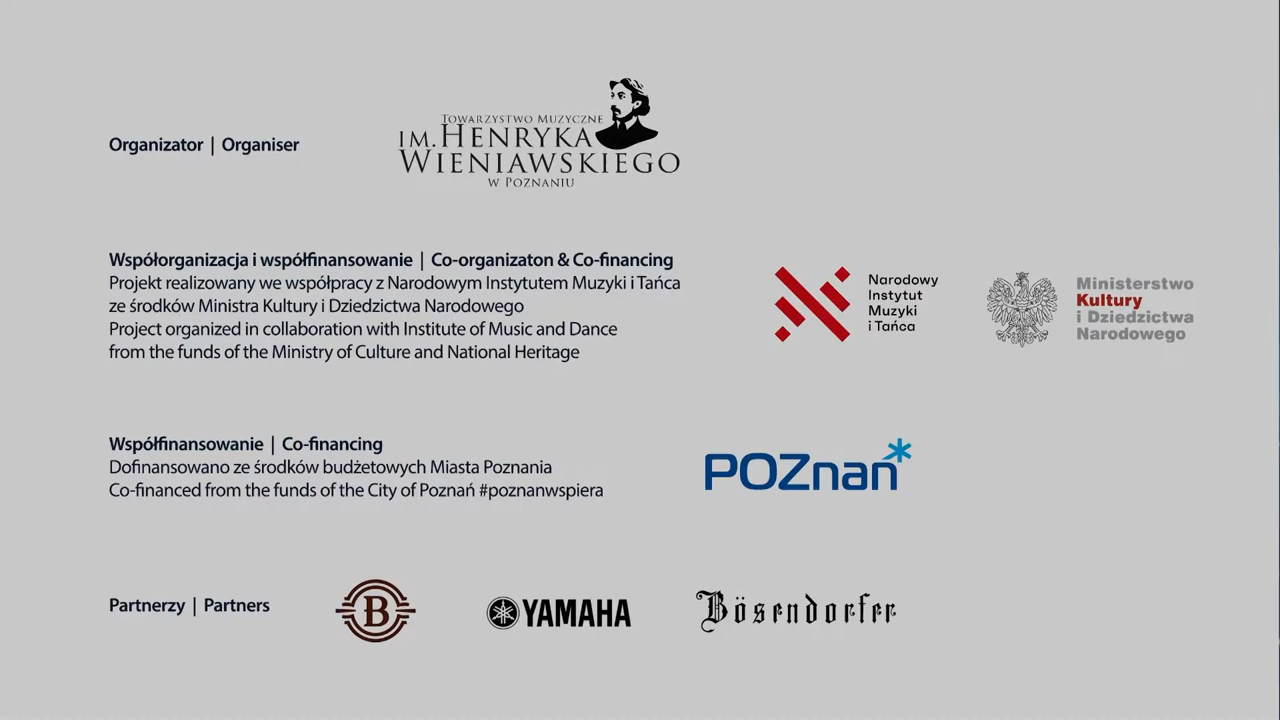 Organizator | Organiser
Towarzystwo Muzyczne
im. Henryka
Wieniawskiego
w Poznaniu
Współorganizacja i współfinansowanie | Co-organizaton & Co-financing
Projekt realizowany we współpracy z Narodowym Instytutem Muzyki i Tańca
ze środków Ministra Kultury i Dziedzictwa Narodowego
Project organized in collaboration with Institute of Music and Dance
from the funds of the Ministry of Culture and National Heritage
Narodowy
Instytut
Muzyki
i Tańca
Ministerstwo
Kultury
i Dziedzictwa
Narodowego
Współfinansowanie | Co-financing
Dofinansowano ze środków budżetowych Miasta Poznania
Co-financed from the funds of the City of Poznań #poznanwspiera
POZnan*
Partnerzy | Partners
B
YAMAHA
Bösendorfer